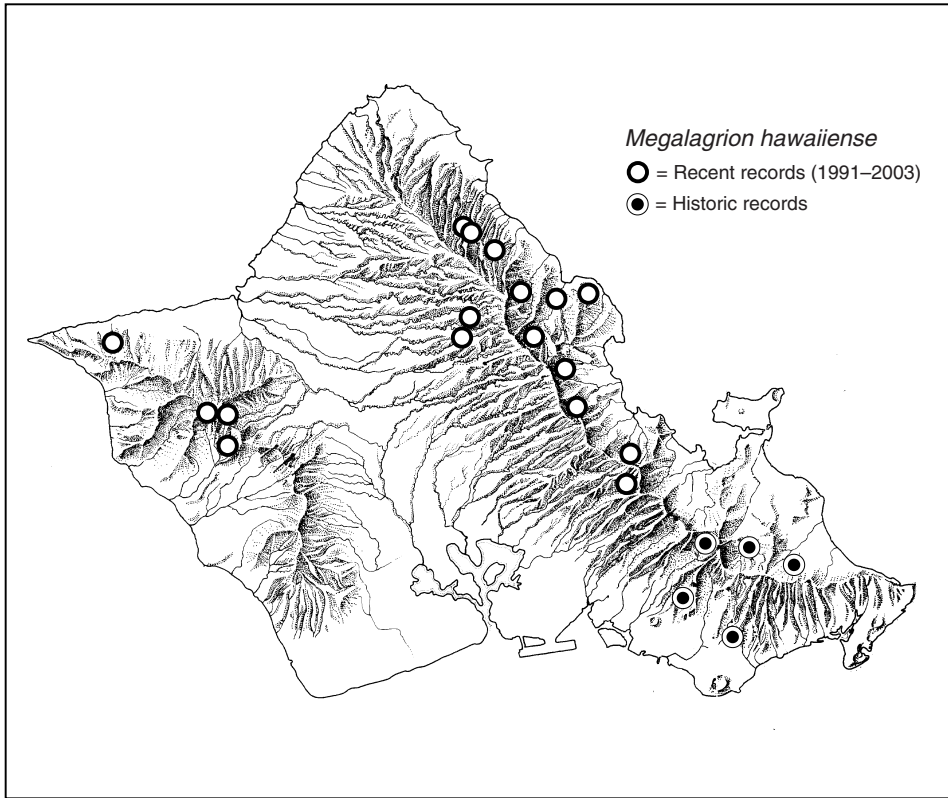 Megalagrion hawaiiense
= Recent records (1991–2003)
= Historic records